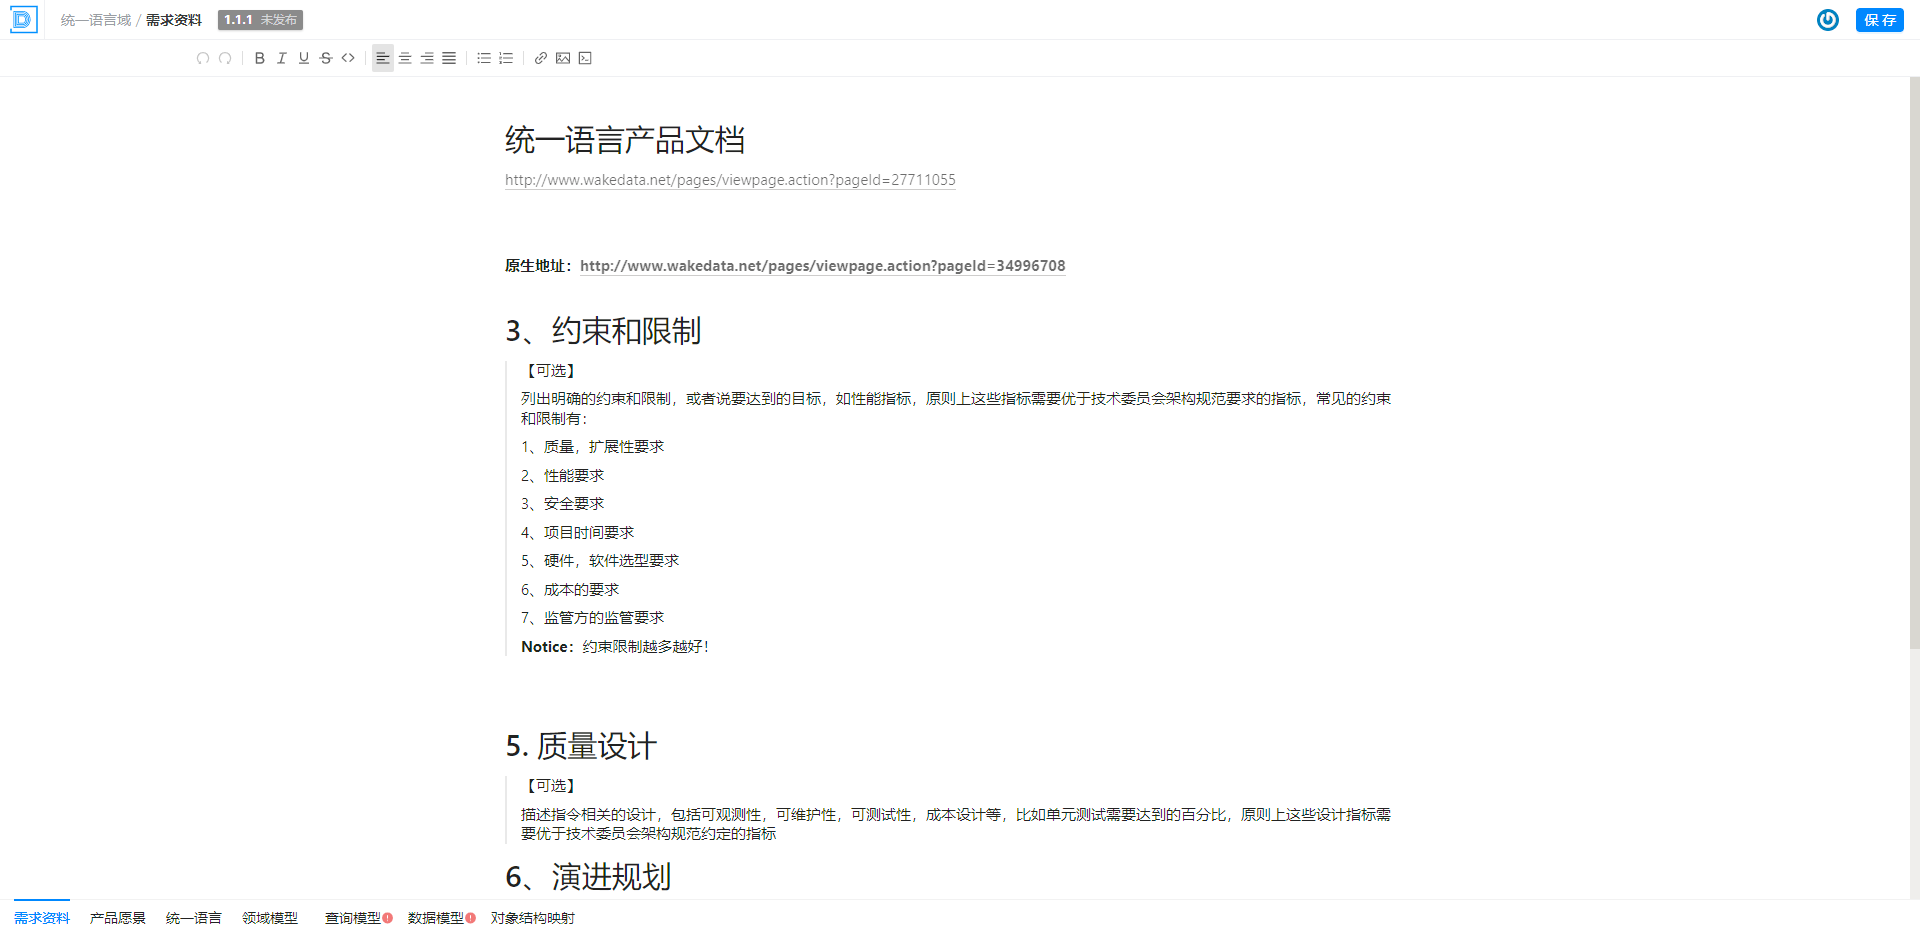 统一语言域 / 需求资料 1.1.1 未发布
保存
统一语言产品文档
http://www.wakedata.net/pages/viewpage.action?pageId=27711055
原生地址：http://www.wakedata.net/pages/viewpage.action?pageId=34996708
3、约束和限制
【可选】
列出明确的约束和限制，或者说要达到的目标，如性能指标，原则上这些指标需要优于技术委员会架构规范要求的指标，常见的约束
和限制有：
1、质量，扩展性要求
2、性能要求
3、安全要求
4、项目时间要求
5、硬件，软件选型要求
6、成本的要求
7、监管方的监管要求
Notice：约束限制越多越好！
5. 质量设计
【可选】
描述指令相关的设计，包括可观测性，可维护性，可测试性，成本设计等，比如单元测试需要达到的百分比，原则上这些设计指标需
要优于技术委员会架构规范约定的指标
6、演进规划
需求资料 产品愿景 统一语言 领域模型 查询模型 数据模型 对象结构映射